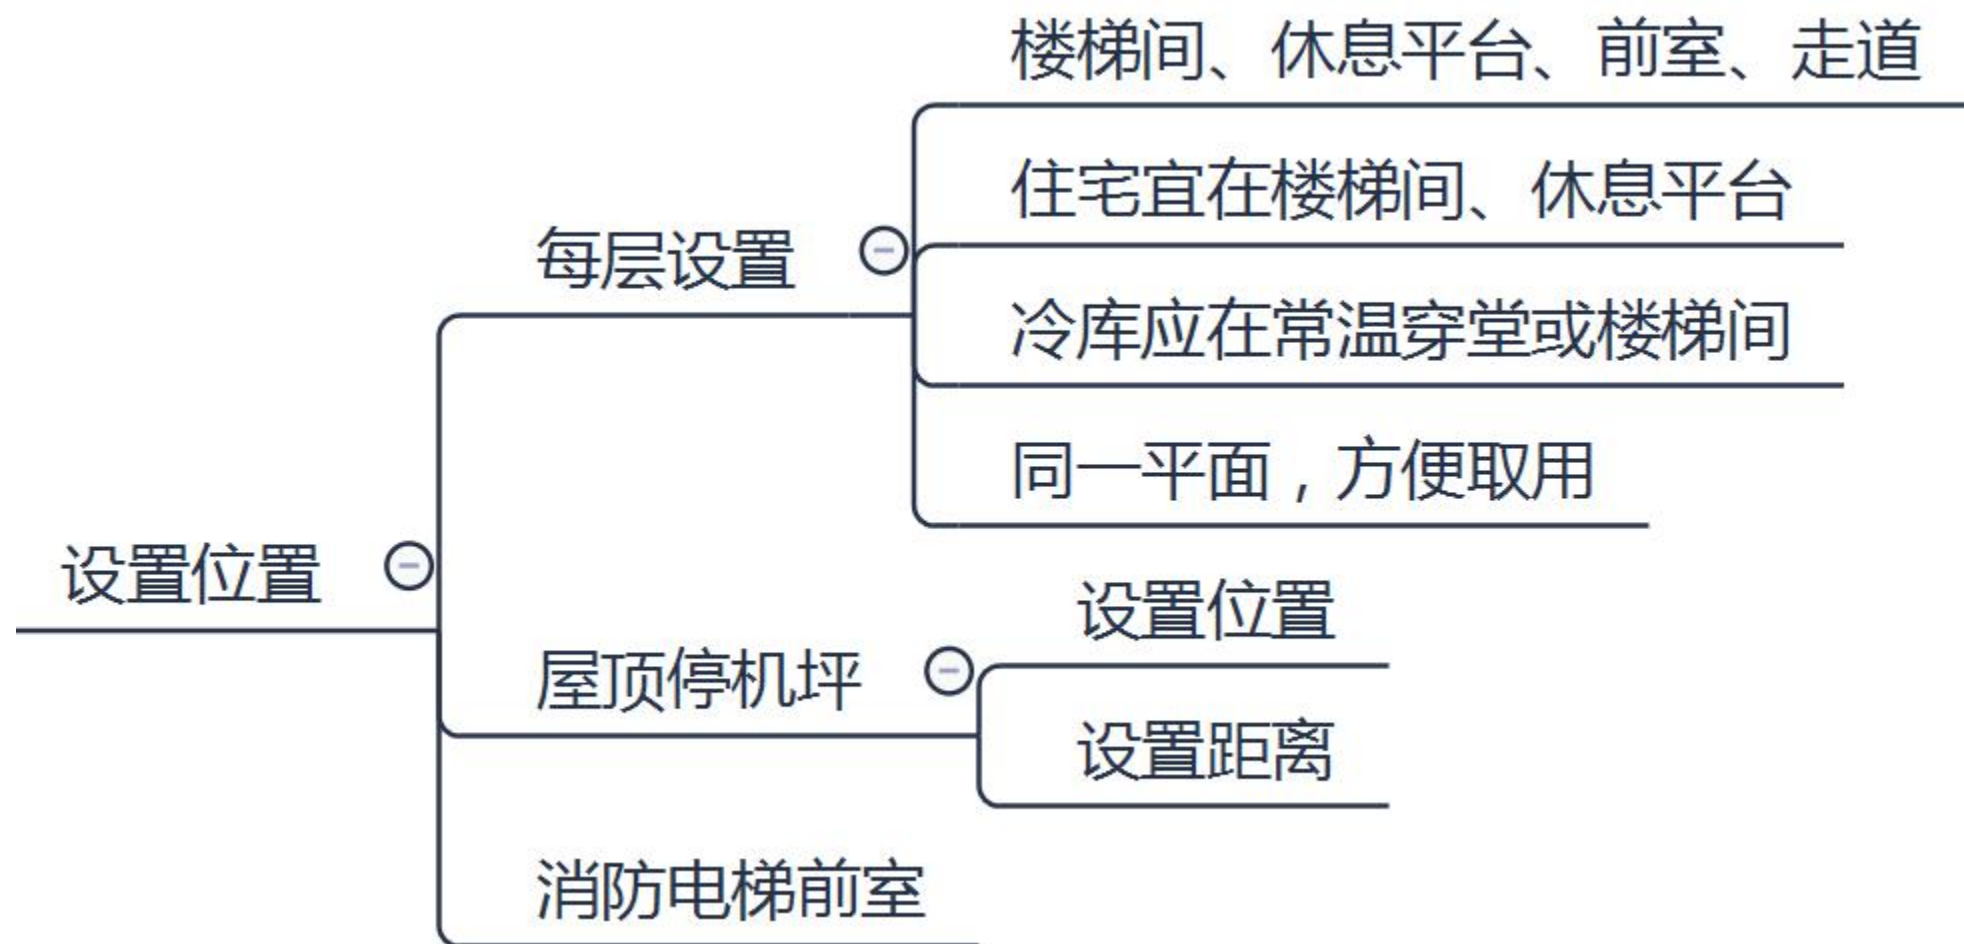 楼梯间、休息平台、前室、走道
住宅宜在楼梯间、休息平台
每层设置
冷库应在常温穿堂或楼梯间
同一平面，方便取用
设置位置
设置位置
屋顶停机坪
设置距离
消防电梯前室